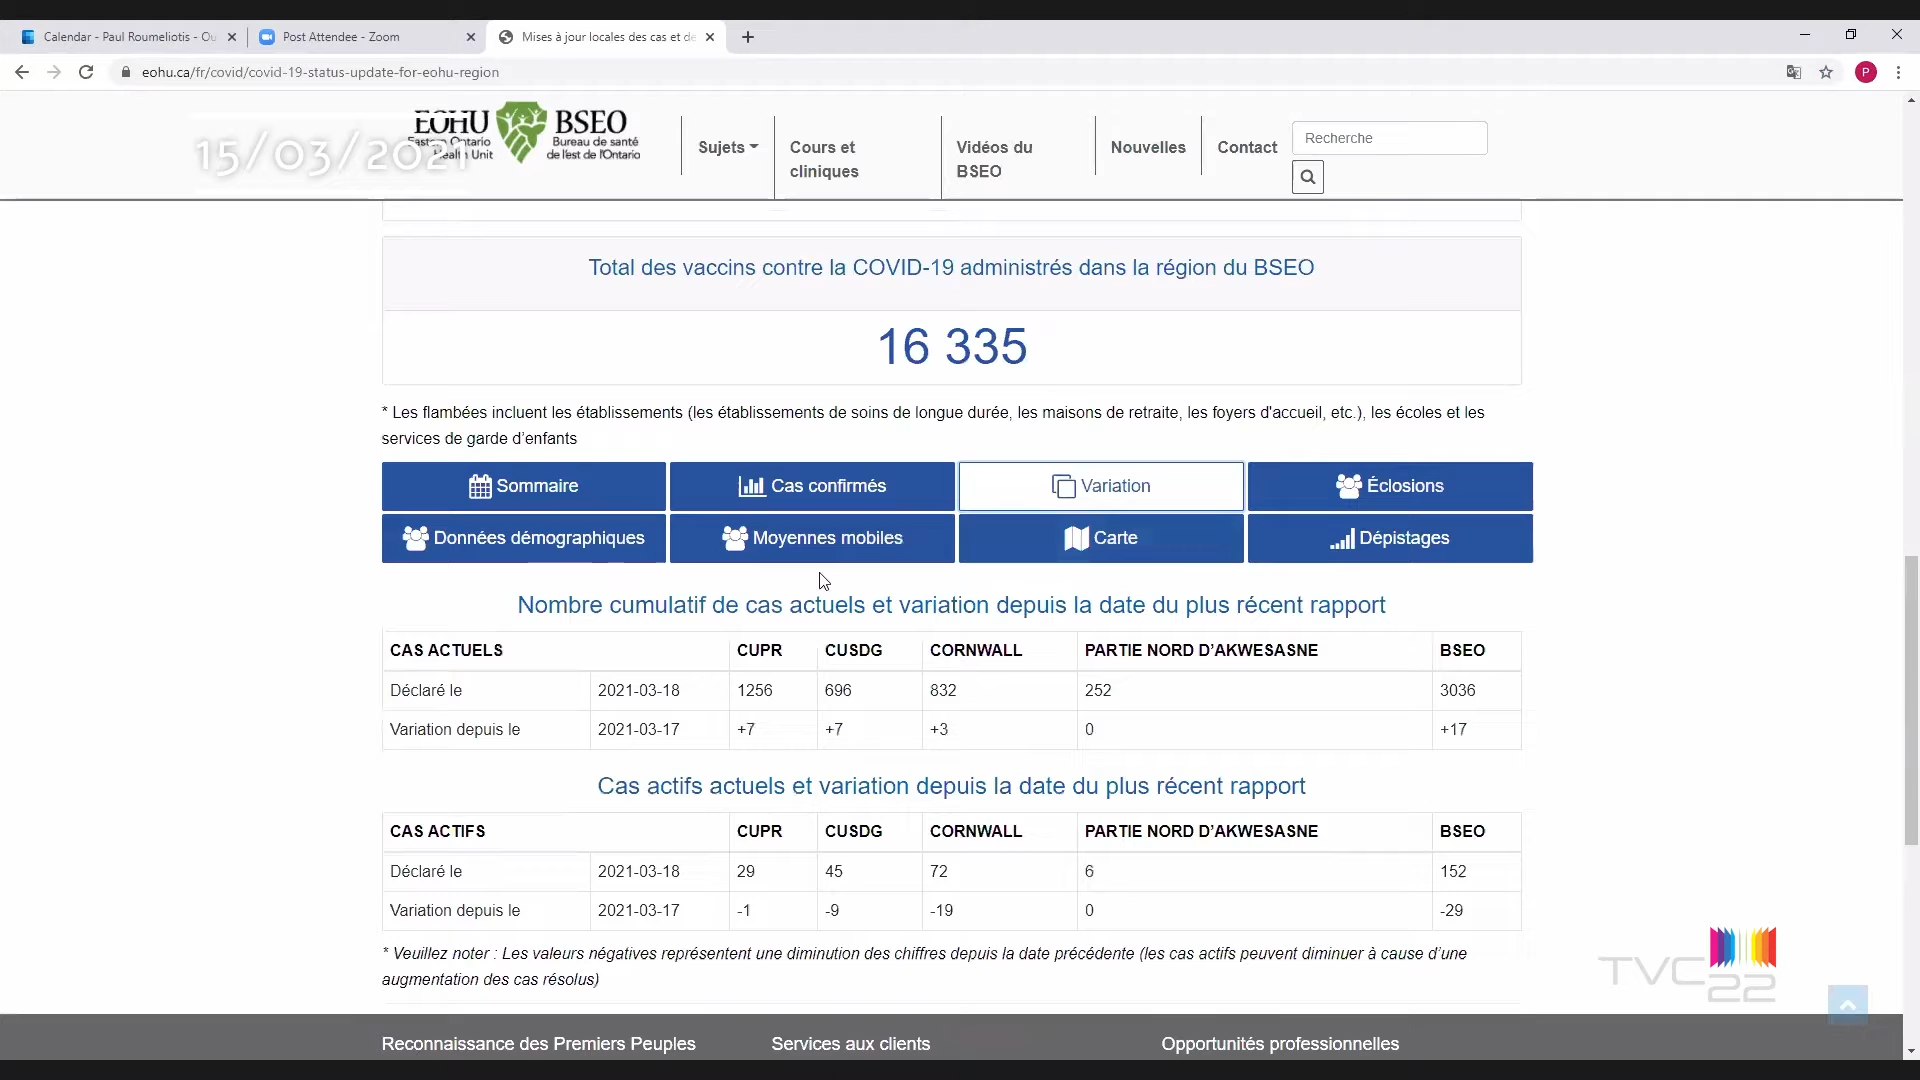 Calendar - Paul Roumeliotis - Ou
Post Attendee - Zoom
Mises à jour locales des cas et de
eohu.ca/fr/covid/covid-19-status-update-for-eohu-region
P
15/03/2021
EOHU
Eastern Ontario
Health Unit
BSEO
Bureau de santé
de l'est de l'Ontario
Sujets
Cours et
cliniques
Vidéos du
BSEO
Nouvelles
Contact
Recherche
Total des vaccins contre la COVID-19 administrés dans la région du BSEO
16 335
* Les flambées incluent les établissements (les établissements de soins de longue durée, les maisons de retraite, les foyers d'accueil, etc.), les écoles et les
services de garde d’enfants
Sommaire
Cas confirmés
Variation
Éclosions
Données démographiques
Moyennes mobiles
Carte
Dépistages
Nombre cumulatif de cas actuels et variation depuis la date du plus récent rapport
CAS ACTUELS CUPR CUSDG CORNWALL PARTIE NORD D’AKWESASNE BSEO
Déclaré le 2021-03-18 1256 696 832 252 3036
Variation depuis le 2021-03-17 +7 +7 +3 0 +17
Cas actifs actuels et variation depuis la date du plus récent rapport
CAS ACTIFS CUPR CUSDG CORNWALL PARTIE NORD D’AKWESASNE BSEO
Déclaré le 2021-03-18 29 45 72 6 152
Variation depuis le 2021-03-17 -1 -9 -19 0 -29
* Veuillez noter : Les valeurs négatives représentent une diminution des chiffres depuis la date précédente (les cas actifs peuvent diminuer à cause d’une
augmentation des cas résolus)
TVC
22
Reconnaissance des Premiers Peuples
Services aux clients
Opportunités professionnelles